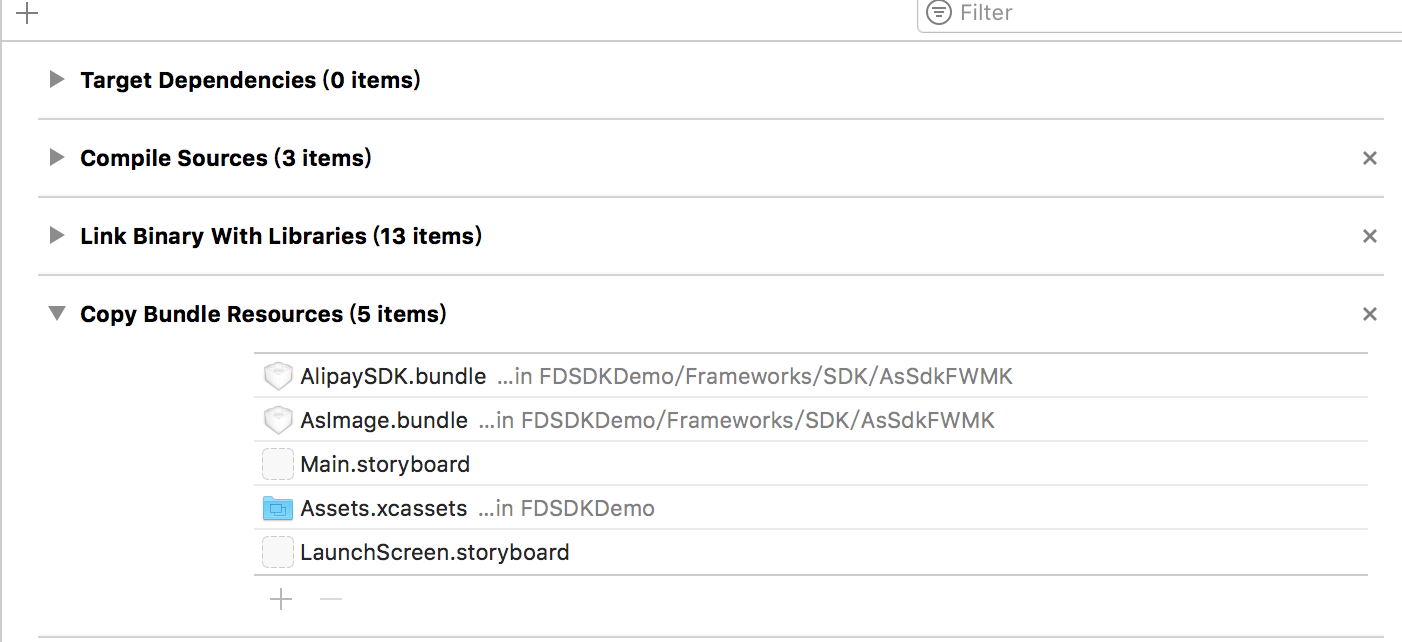 Filter
Target Dependencies (0 items)
Compile Sources (3 items)
Link Binary With Libraries (13 items)
Copy Bundle Resources (5 items)
AlipaySDK.bundle ...in FDSDKDemo/Frameworks/SDK/AsSdkFWMK
AsImage.bundle ...in FDSDKDemo/Frameworks/SDK/AsSdkFWMK
Main.storyboard
Assets.xcassets ...in FDSDKDemo
LaunchScreen.storyboard